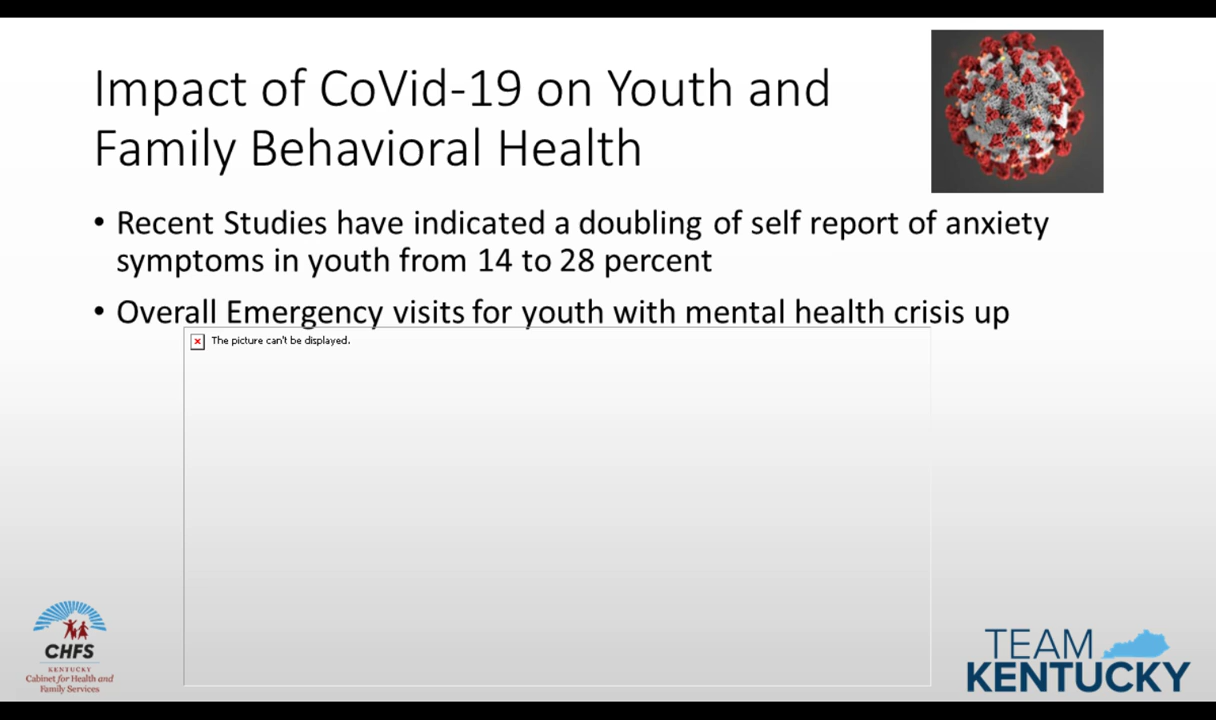 Impact of CoVid-19 on Youth and
Family Behavioral Health
• Recent Studies have indicated a doubling of self report of anxiety
symptoms in youth from 14 to 28 percent
• Overall Emergency visits for youth with mental health crisis up
The picture can't be displayed.
CHFS
KENTUCKY
Cabinet for Health and
Family Services
TEAM
KENTUCKY